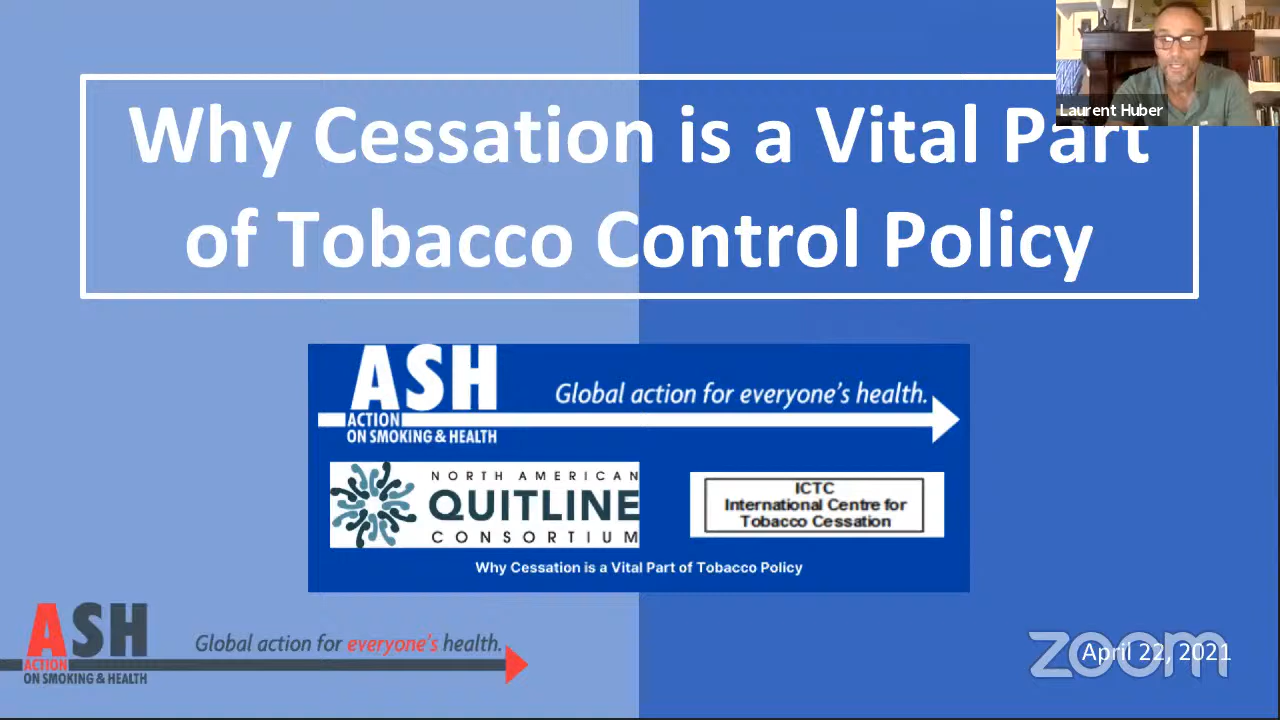 Laurent Huber
Why Cessation is a Vital Part
of Tobacco Control Policy
ASH
ACTION
ON SMOKING & HEALTH
Global action for everyone's health.
NORTH AMERICAN
QUITLINE
CONSORTIUM
ICTC
International Centre for
Tobacco Cessation
Why Cessation is a Vital Part of Tobacco Policy
ASH
ACTION
ON SMOKING & HEALTH
Global action for everyone's health.
zoom
April 22, 2021